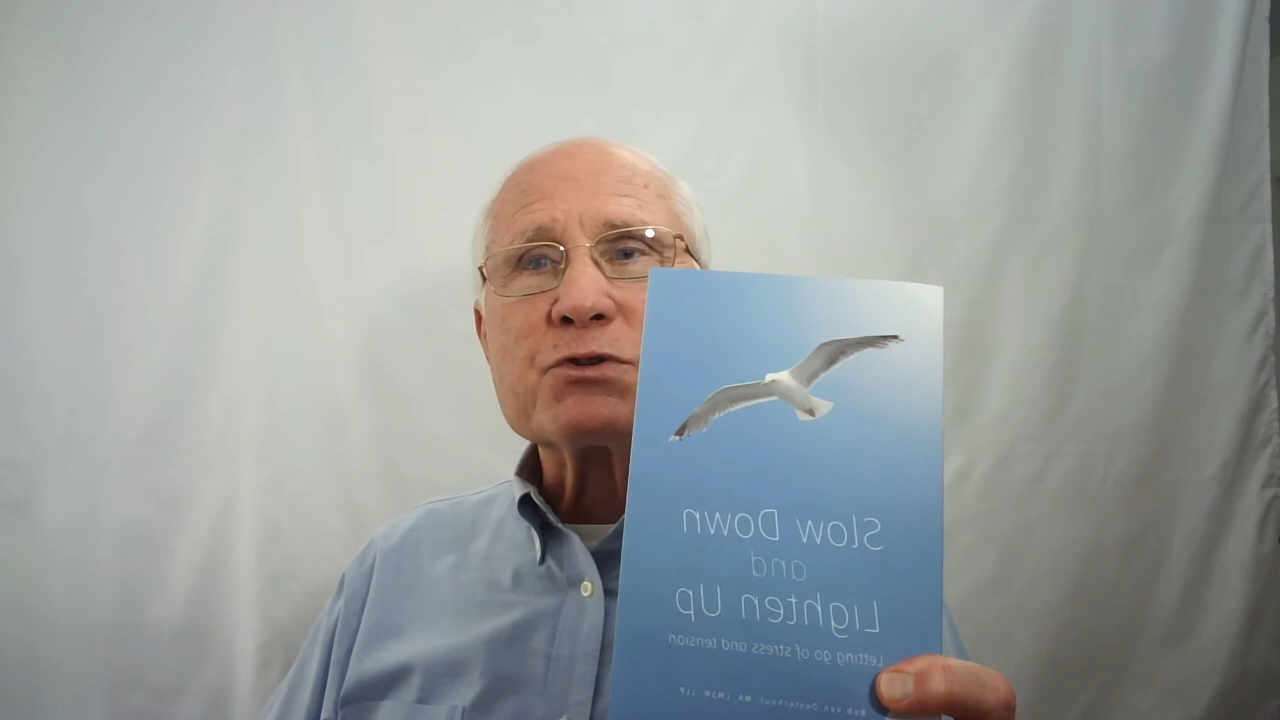 Slow Down
and
Lighten Up
Letting go of stress and tension
Bob Van Oosterhout, MA, LMSW, LLP